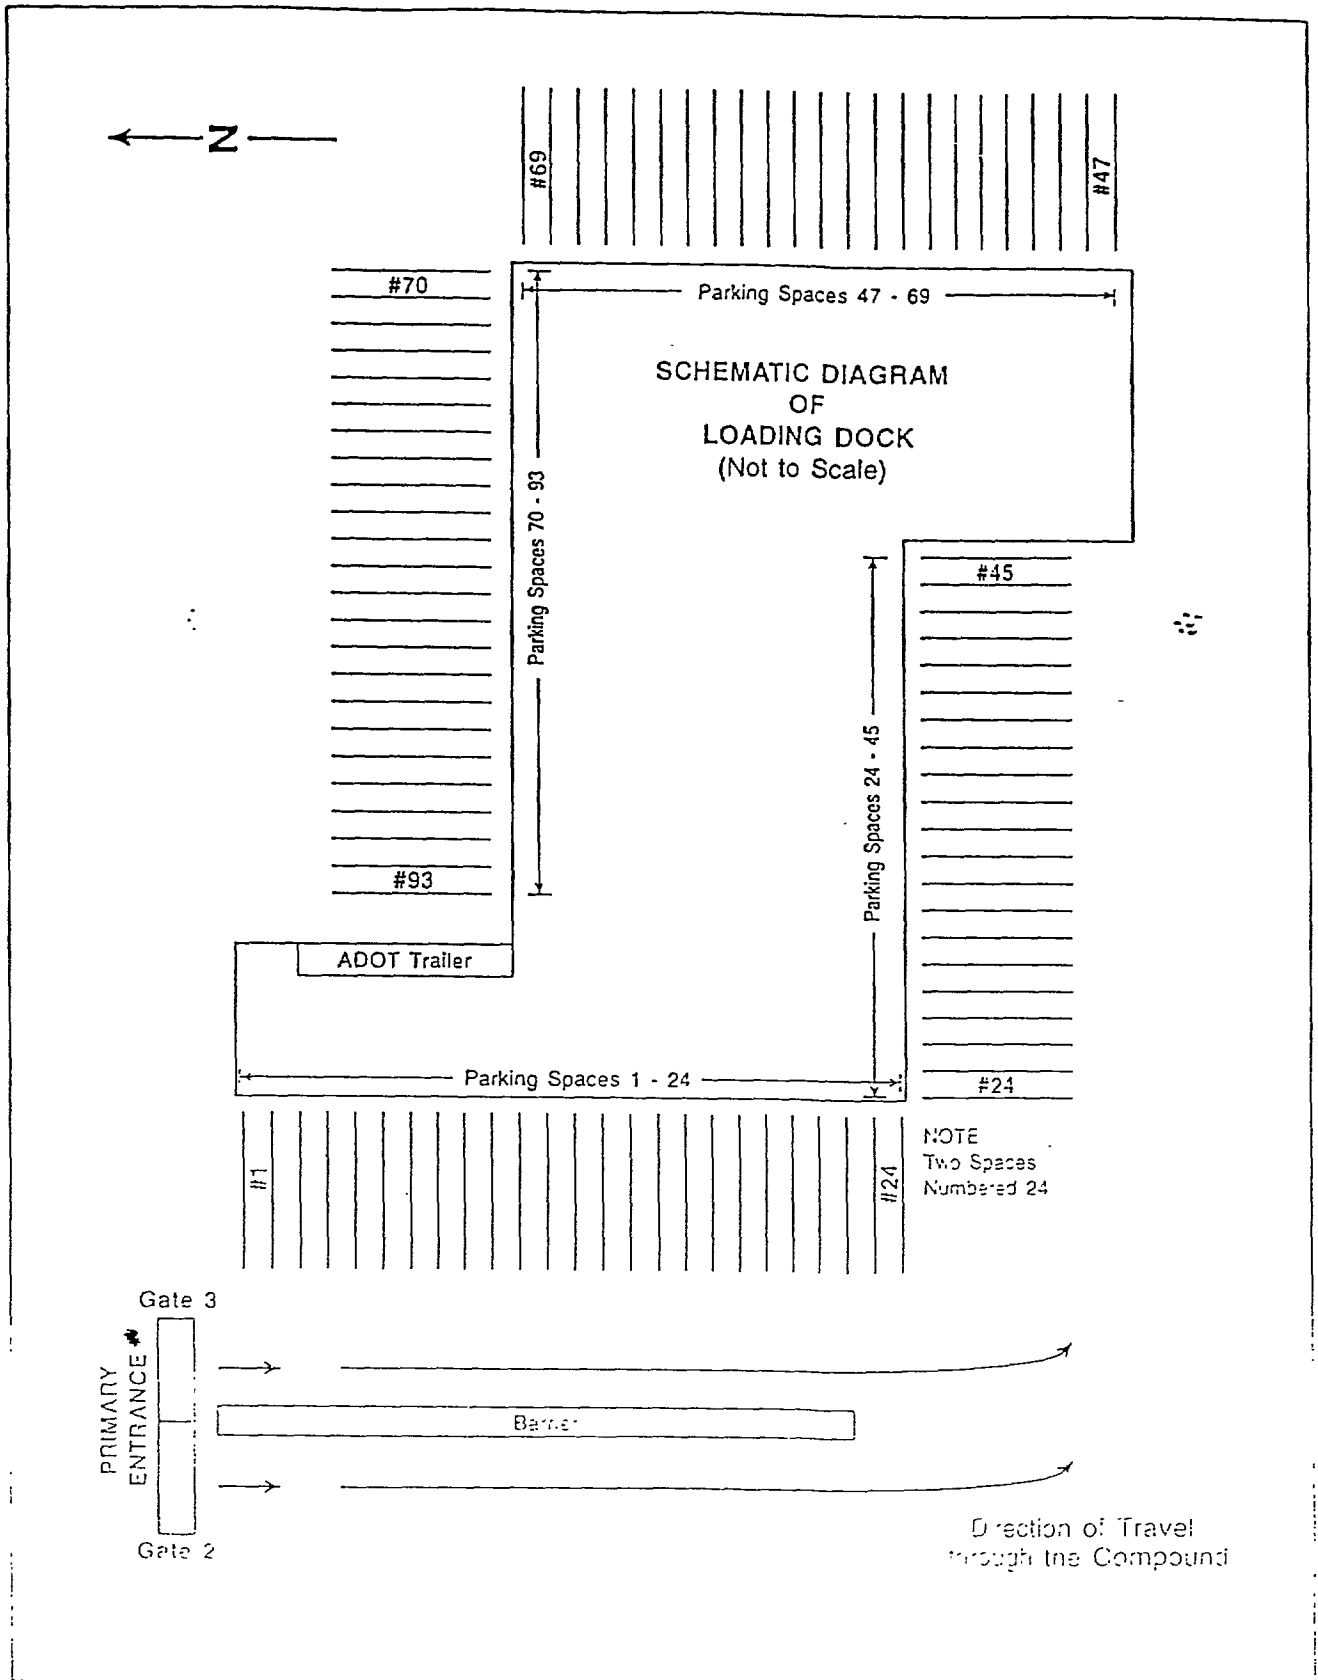 N
#69
#47
#70
Parking Spaces 47 - 69
SCHEMATIC DIAGRAM
OF
LOADING DOCK
(Not to Scale)
Parking Spaces 70 - 93
#45
Parking Spaces 24 - 45
#93
ADOT Trailer
Parking Spaces 1 - 24
#24
#1
#24
NOTE
Two Spaces
Numbered 24
Gate 3
PRIMARY
ENTRANCE
Barrier
Gate 2
Direction of Travel
through the Compound